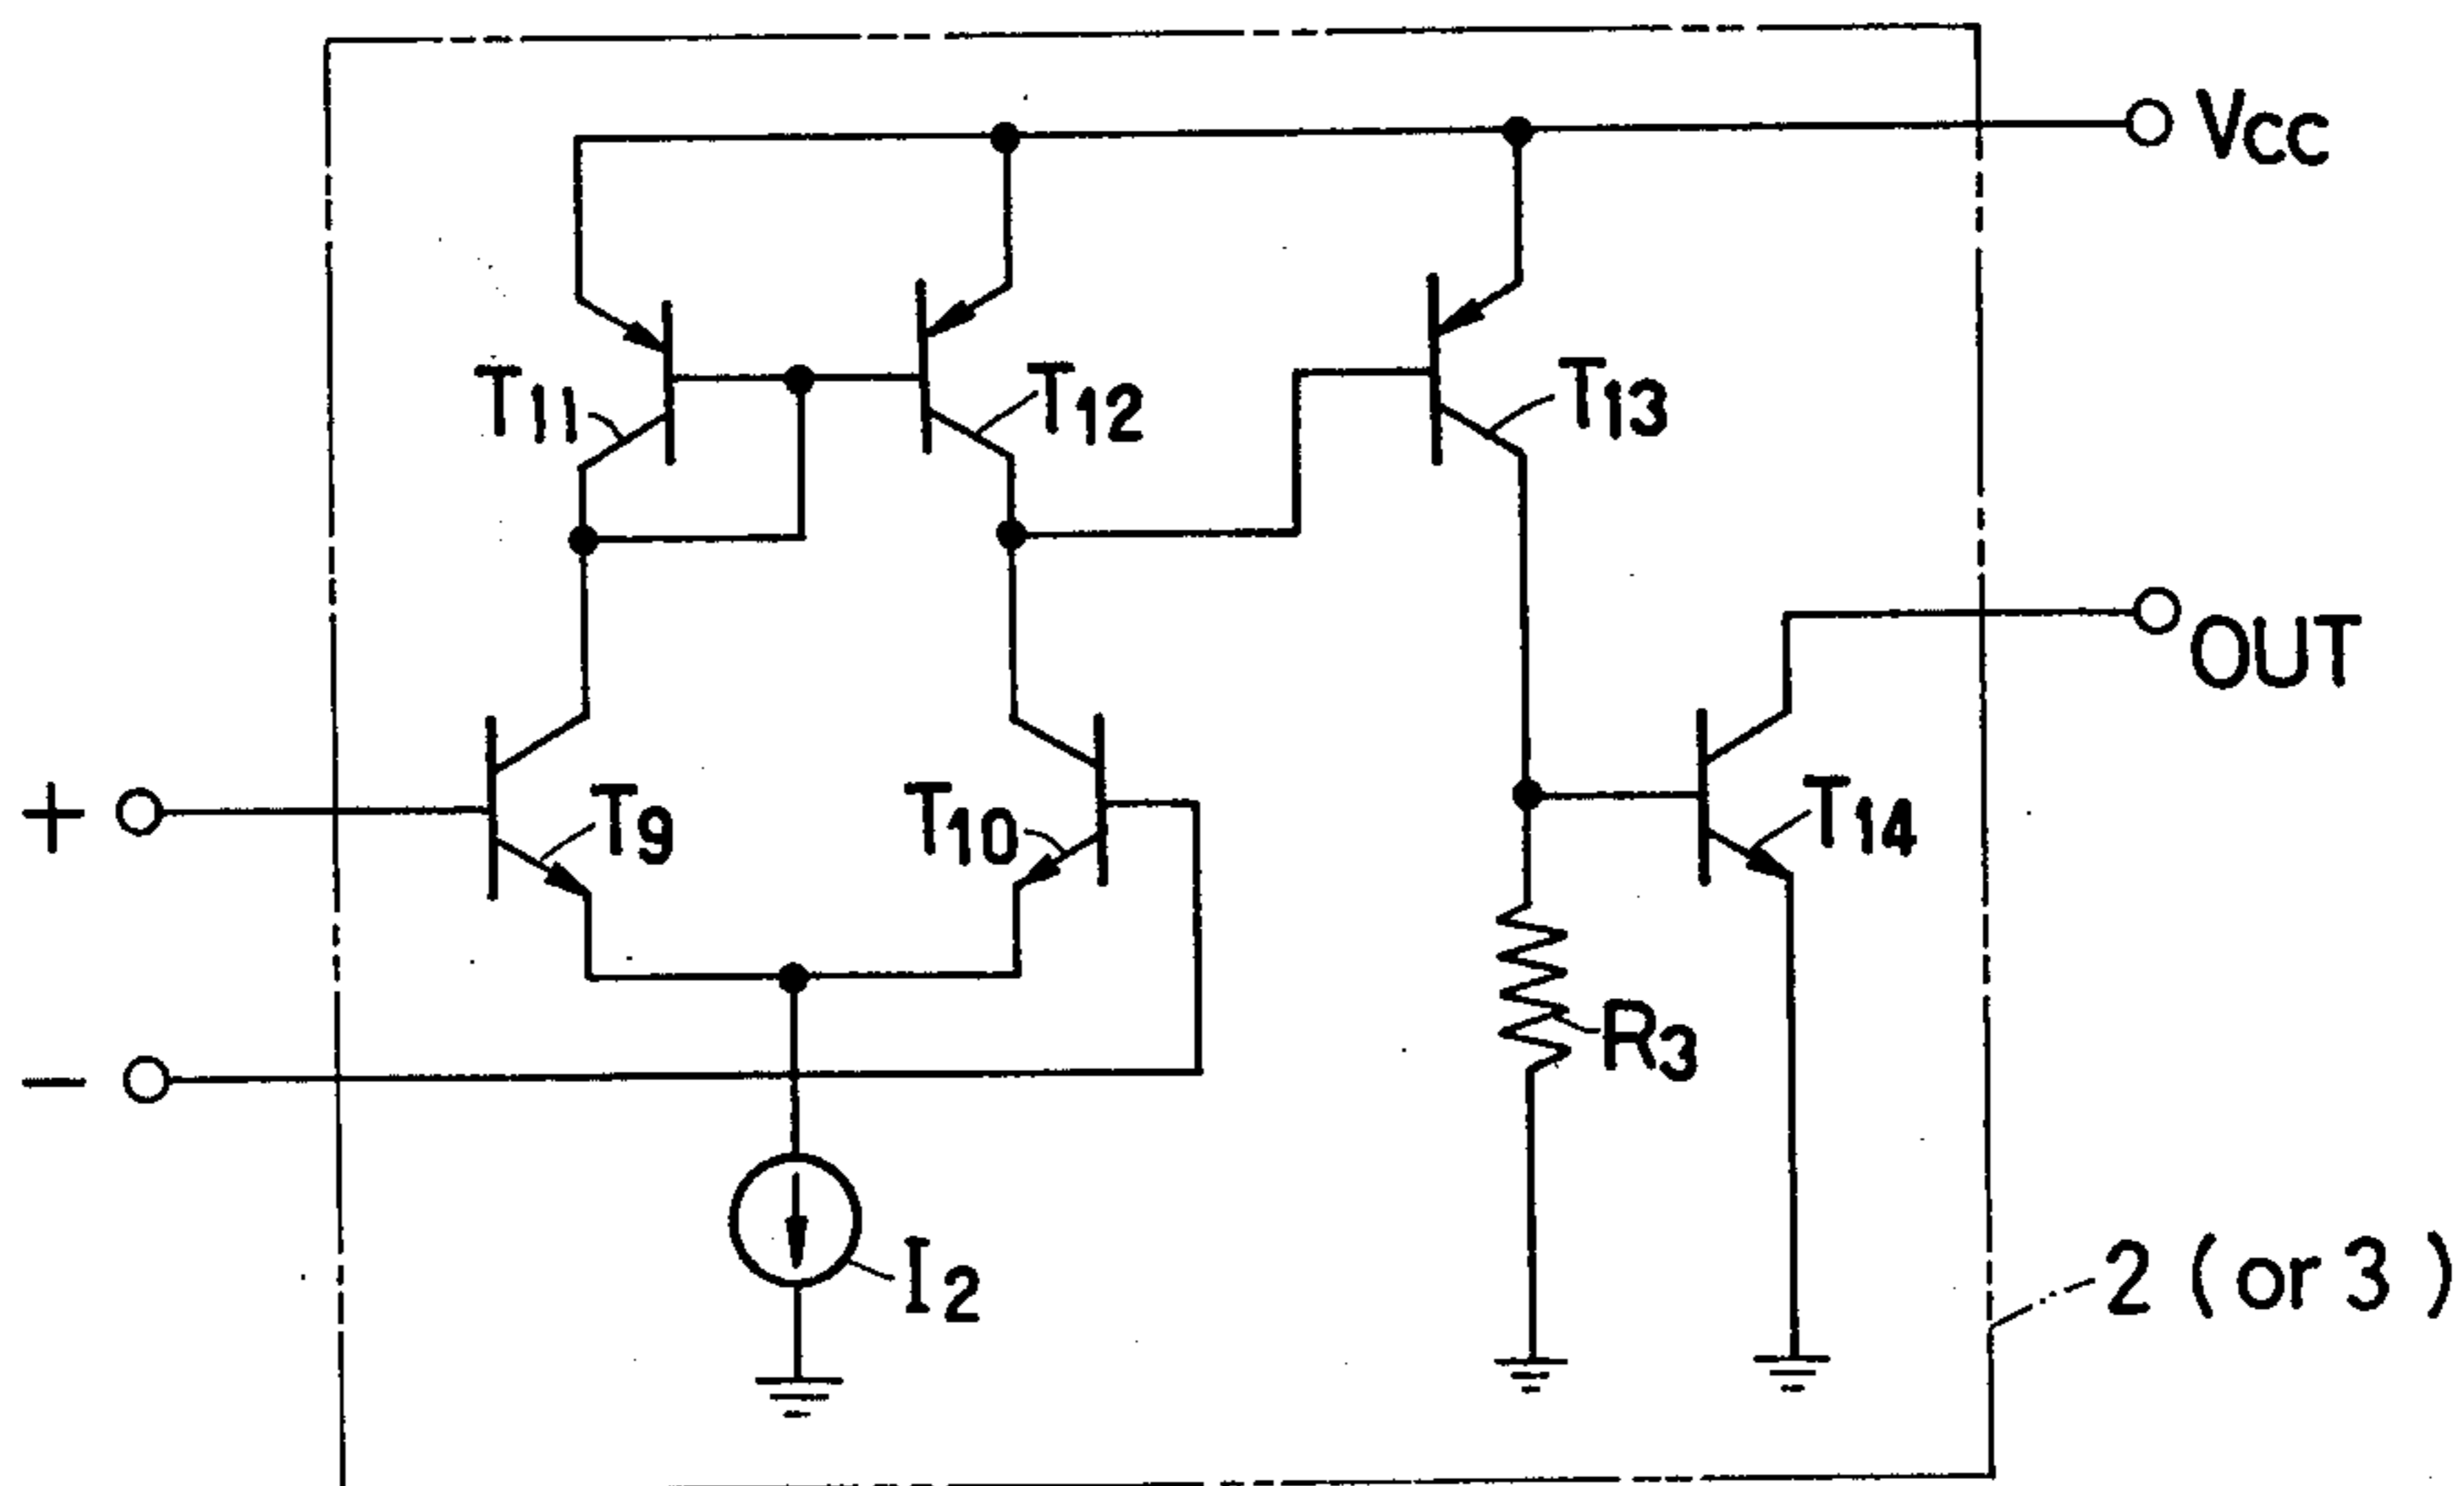 VCC
T11
T12
T13
OUT
+
T9
T10
T14
−
R3
I2
2 (or 3)